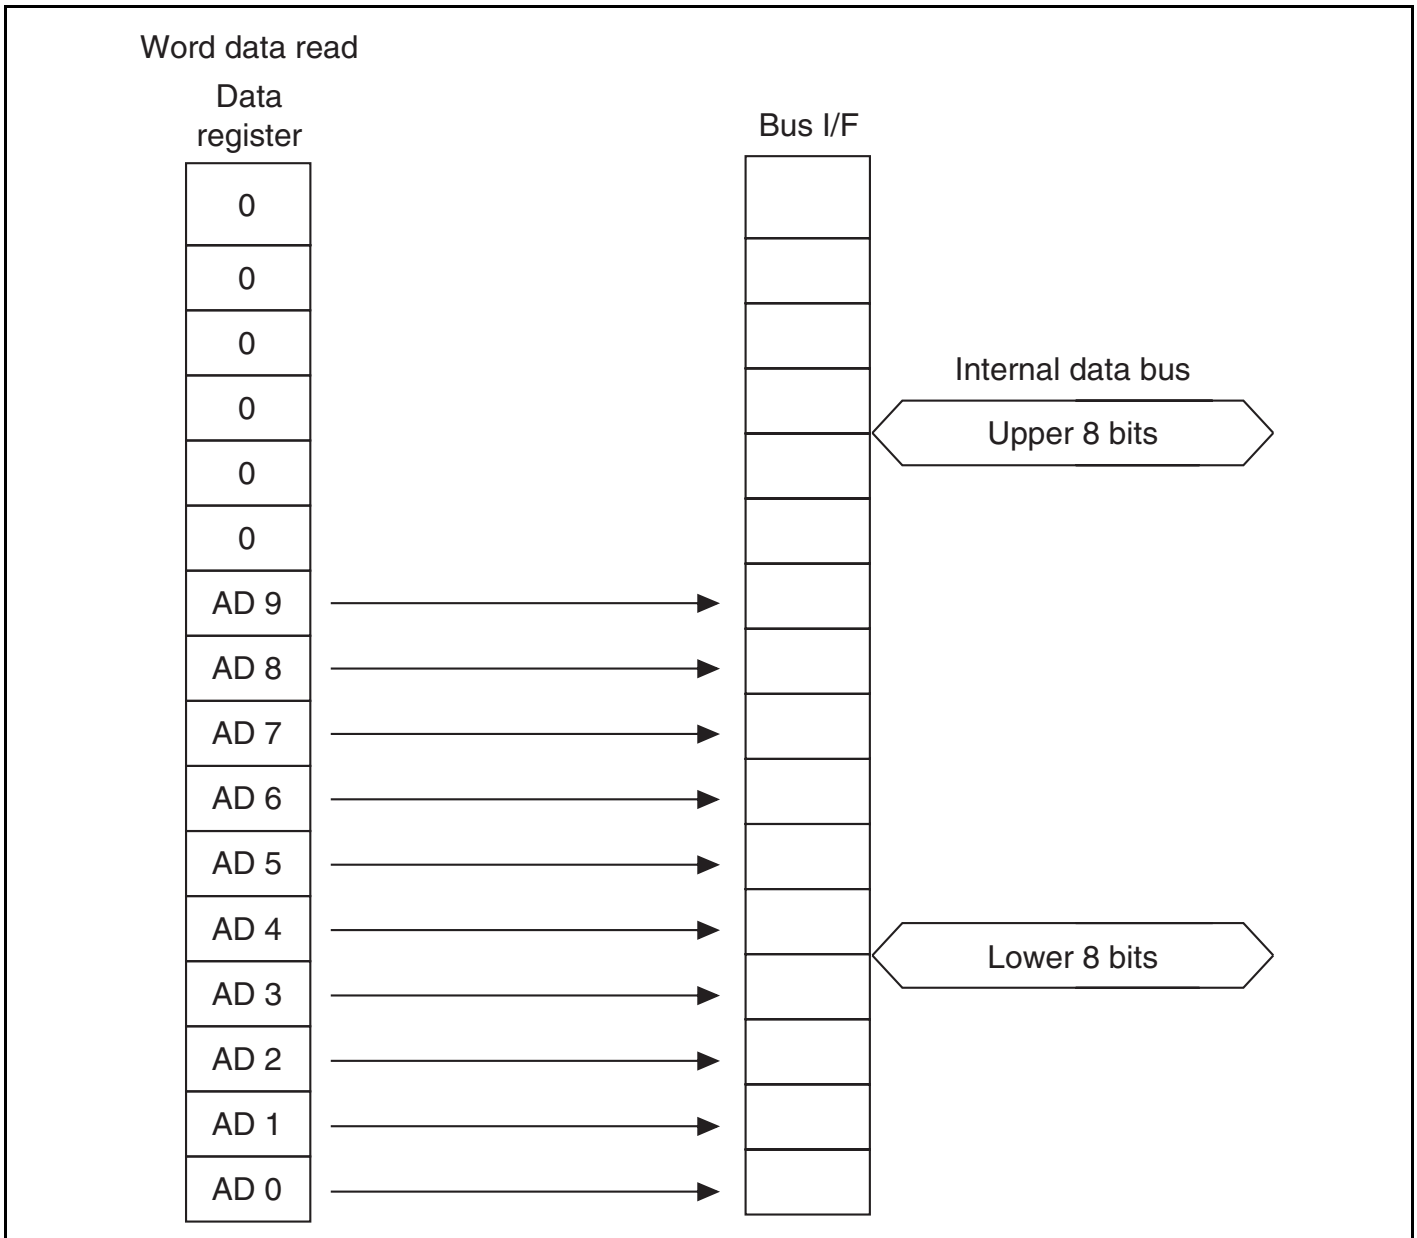 Word data read
Data
register
Bus I/F
0
0
0
Internal data bus
0
Upper 8 bits
0
0
AD 9
AD 8
AD 7
AD 6
AD 5
AD 4
Lower 8 bits
AD 3
AD 2
AD 1
AD 0